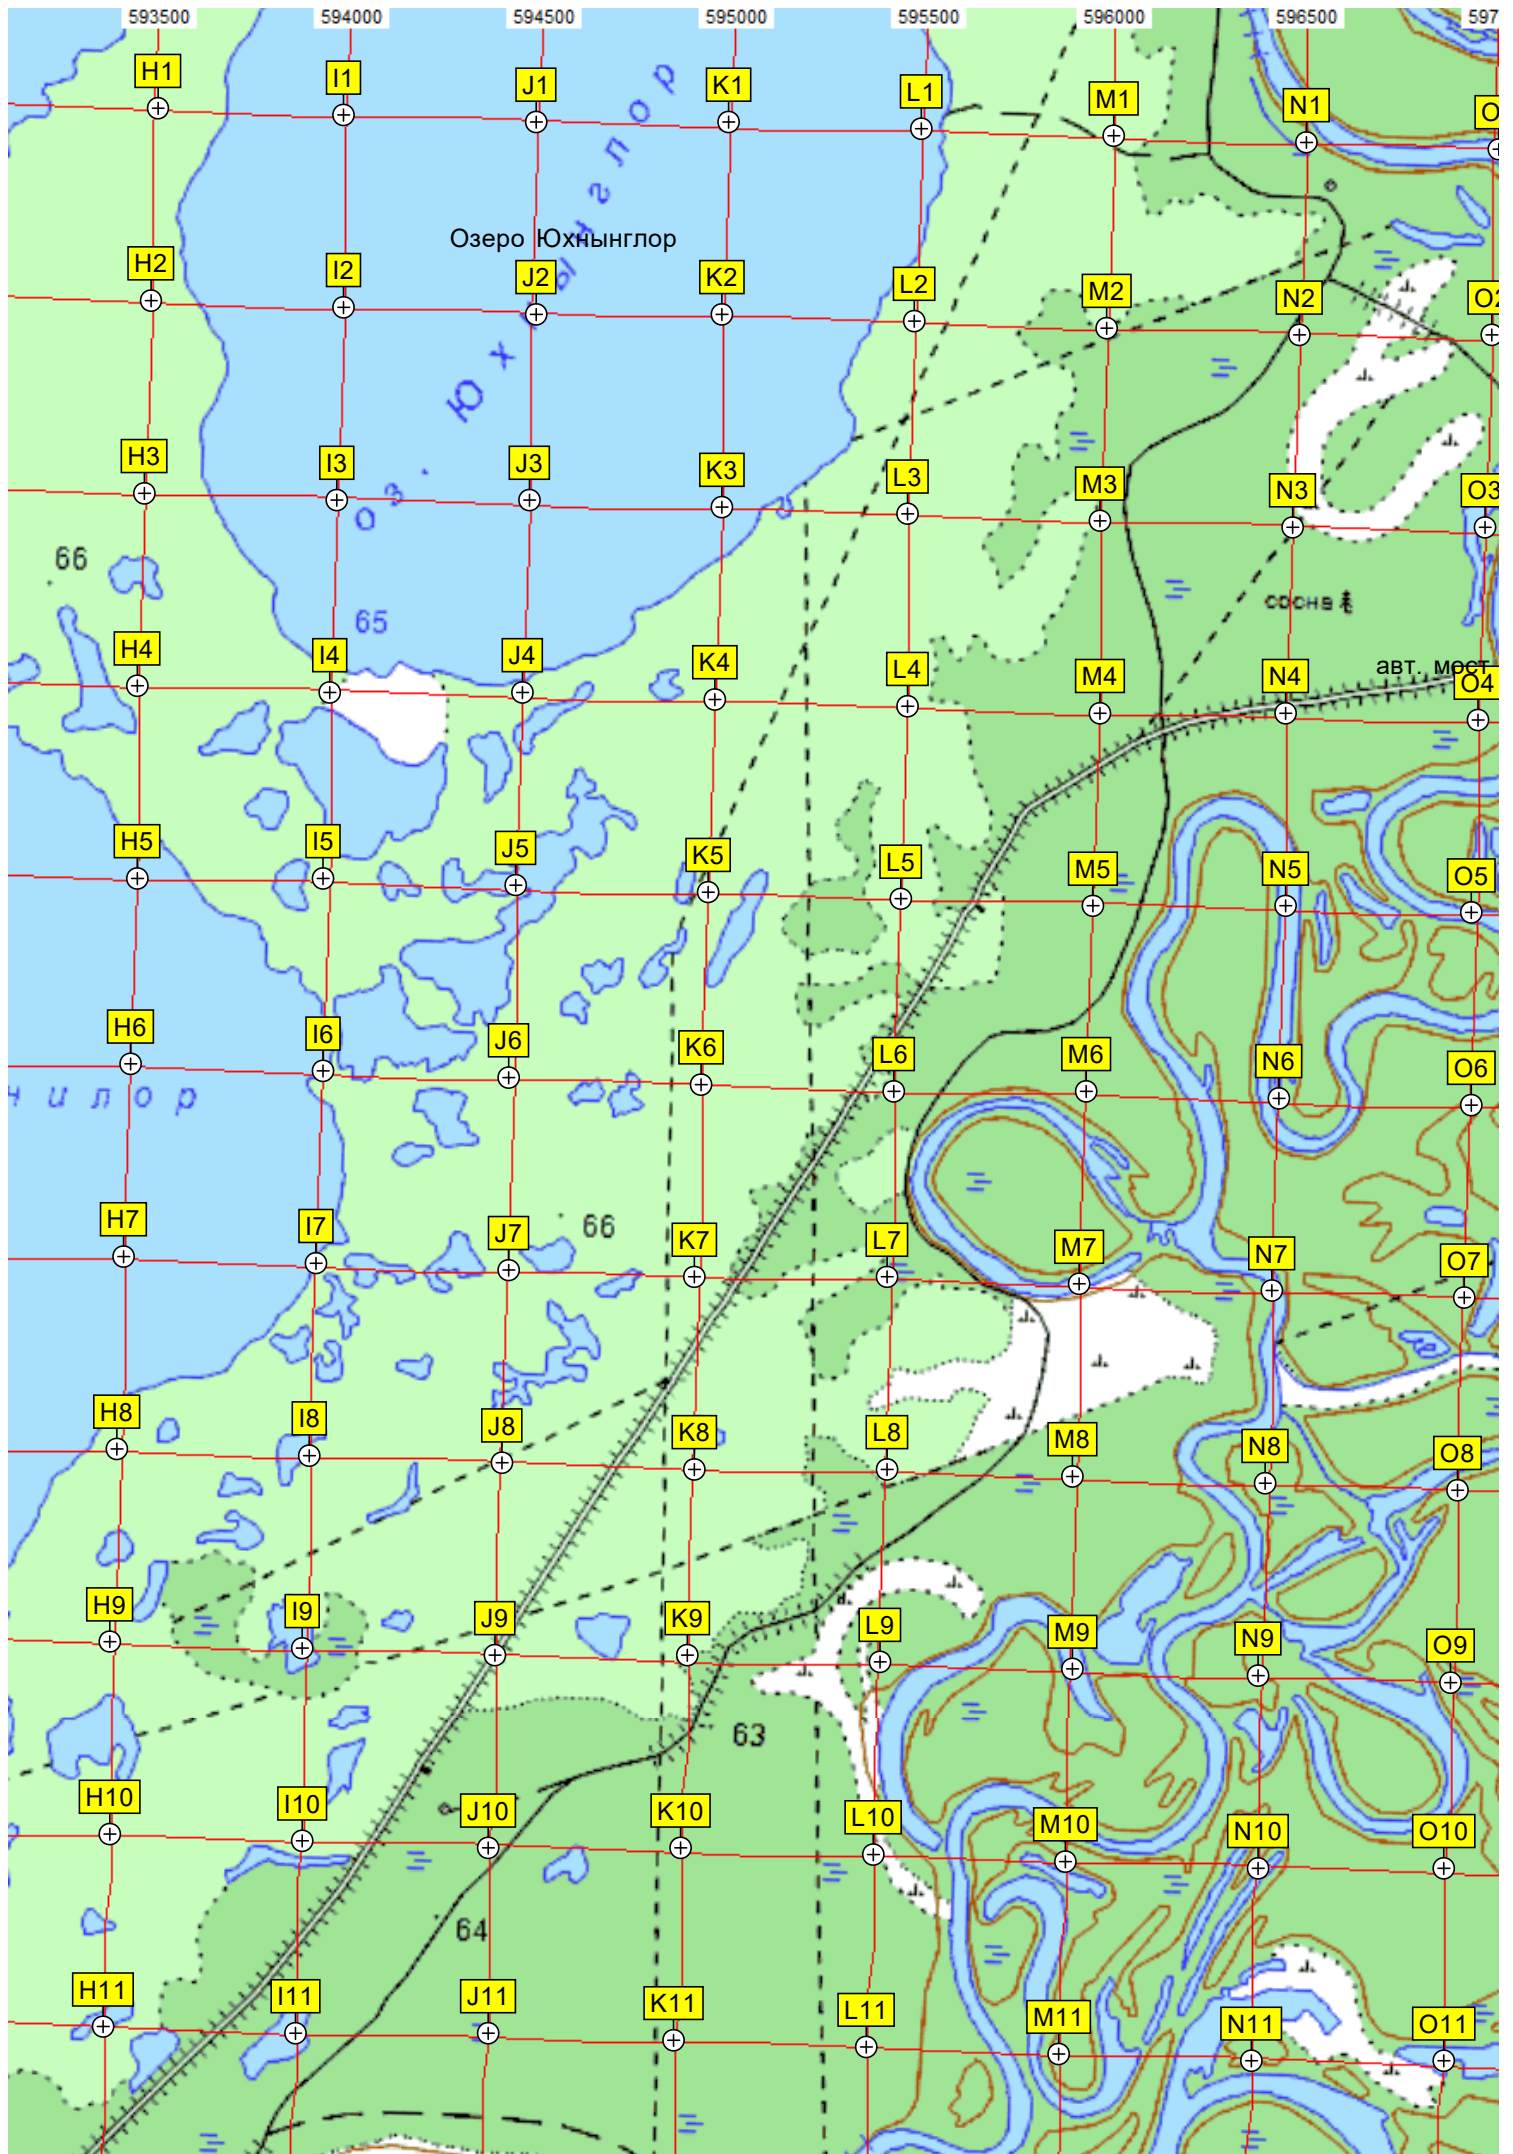 593500 594000 594500 595000 595500 596000 596500 597
H1 I1 J1 K1 L1 M1 N1 O
оз. Юхнынглор
Озеро Юхнынглор
H2 I2 J2 K2 L2 M2 N2 O2
H3 I3 J3 K3 L3 M3 N3 O3
66
сосна
65
авт. мост
H4 I4 J4 K4 L4 M4 N4 O4
H5 I5 J5 K5 L5 M5 N5 O5
H6 I6 J6 K6 L6 M6 N6 O6
нилор
66
H7 I7 J7 K7 L7 M7 N7 O7
H8 I8 J8 K8 L8 M8 N8 O8
H9 I9 J9 K9 L9 M9 N9 O9
63
H10 I10 J10 K10 L10 M10 N10 O10
64
H11 I11 J11 K11 L11 M11 N11 O11